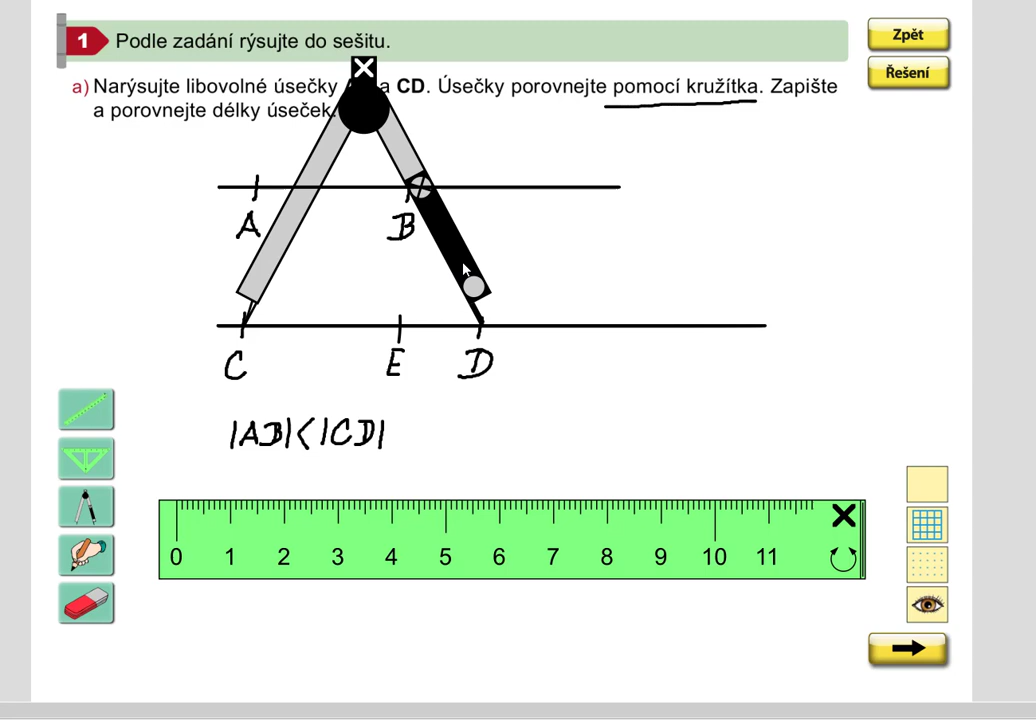 1 Podle zadání rýsujte do sešitu.
Zpět
Řešení
a) Narýsujte libovolné úsečky a CD. Úsečky porovnejte pomocí kružítka. Zapište
a porovnejte délky úseček.
A B
C E D
|AB| < |CD|
0 1 2 3 4 5 6 7 8 9 10 11